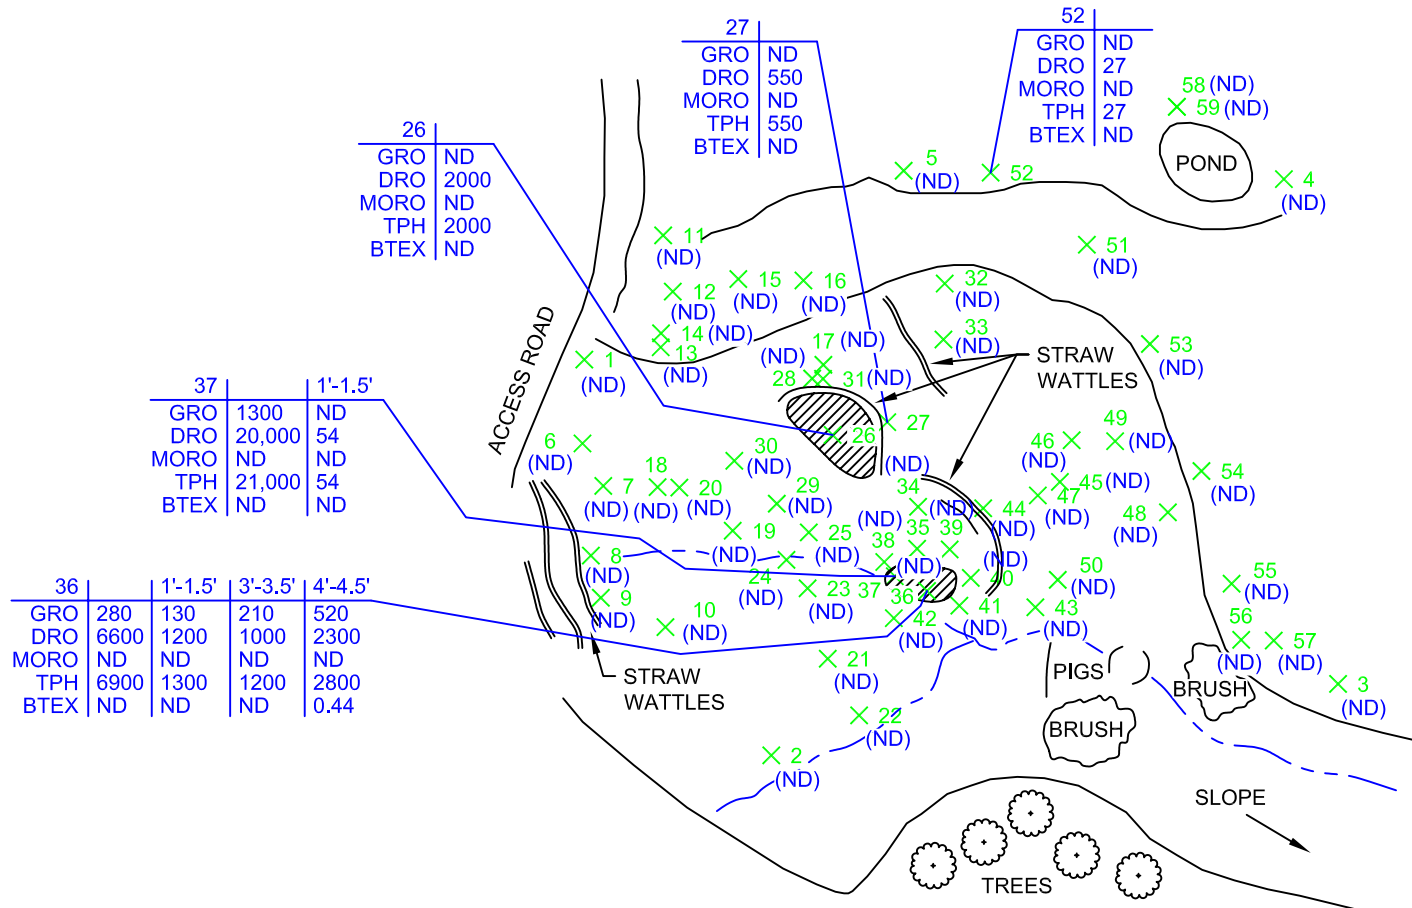 27
GRO ND
DRO 550
MORO ND
TPH 550
BTEX ND
52
GRO ND
DRO 27
MORO ND
TPH 27
BTEX ND
26
GRO ND
DRO 2000
MORO ND
TPH 2000
BTEX ND
37 1'-1.5'
GRO 1300 ND
DRO 20,000 54
MORO ND ND
TPH 21,000 54
BTEX ND ND
36 1'-1.5' 3'-3.5' 4'-4.5'
GRO 280 130 210 520
DRO 6600 1200 1000 2300
MORO ND ND ND ND
TPH 6900 1300 1200 2800
BTEX ND ND ND 0.44
58 (ND)
59 (ND)
POND
5
(ND)
52
4
(ND)
11
(ND)
51
(ND)
12
(ND)
15
(ND)
16
(ND)
32
(ND)
14 (ND)
13
(ND)
17 (ND)
(ND)
33
(ND)
1
(ND)
28
31 (ND)
STRAW
WATTLES
53
(ND)
ACCESS ROAD
26
27
(ND)
6
(ND)
30
(ND)
46
(ND)
49
(ND)
54
(ND)
7
(ND)
18
(ND)
20
(ND)
29
(ND)
34
(ND)
(ND)
44
(ND)
45
(ND)
47
(ND)
48
(ND)
19
(ND)
25
(ND)
35
(ND)
39
(ND)
38
8
(ND)
24
(ND)
23
(ND)
37
36
40
50
(ND)
55
(ND)
9
(ND)
10
(ND)
42
(ND)
41
(ND)
43
(ND)
56
(ND)
57
(ND)
21
(ND)
STRAW
WATTLES
PIGS
BRUSH
3
(ND)
22
(ND)
BRUSH
2
(ND)
SLOPE
TREES